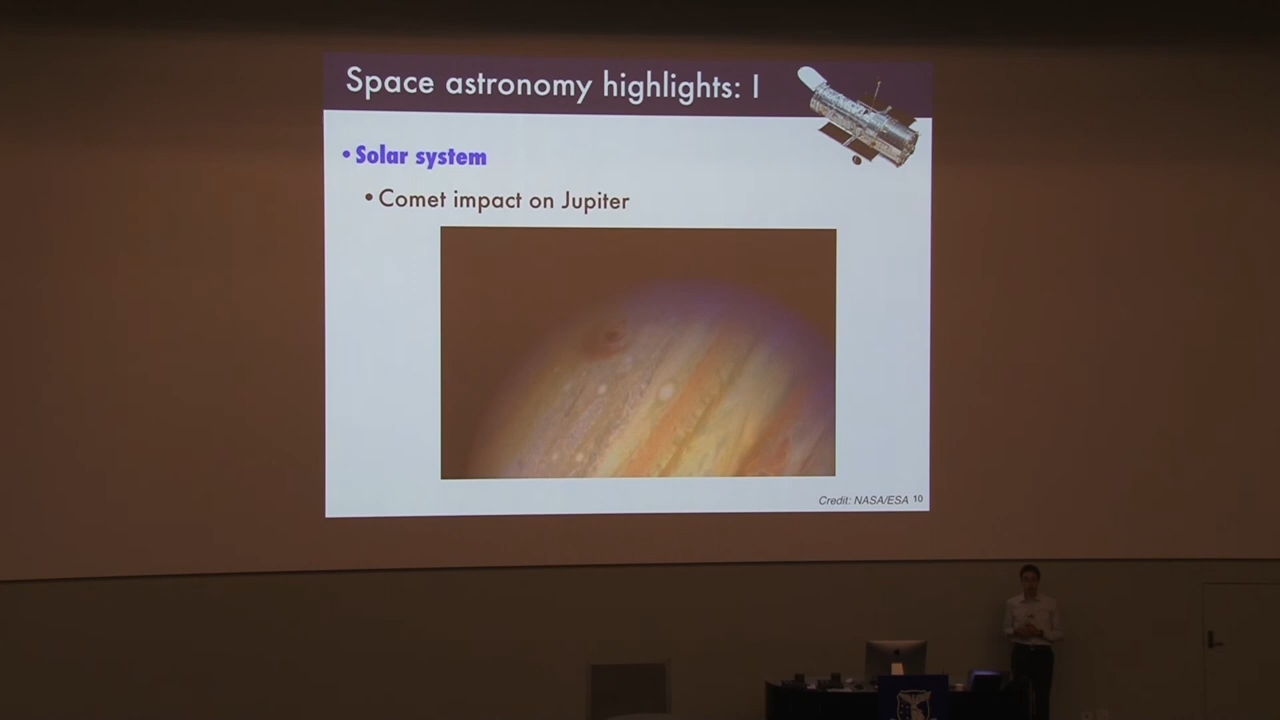 Space astronomy highlights: I
•Solar system
•Comet impact on Jupiter
Credit: NASA/ESA 10